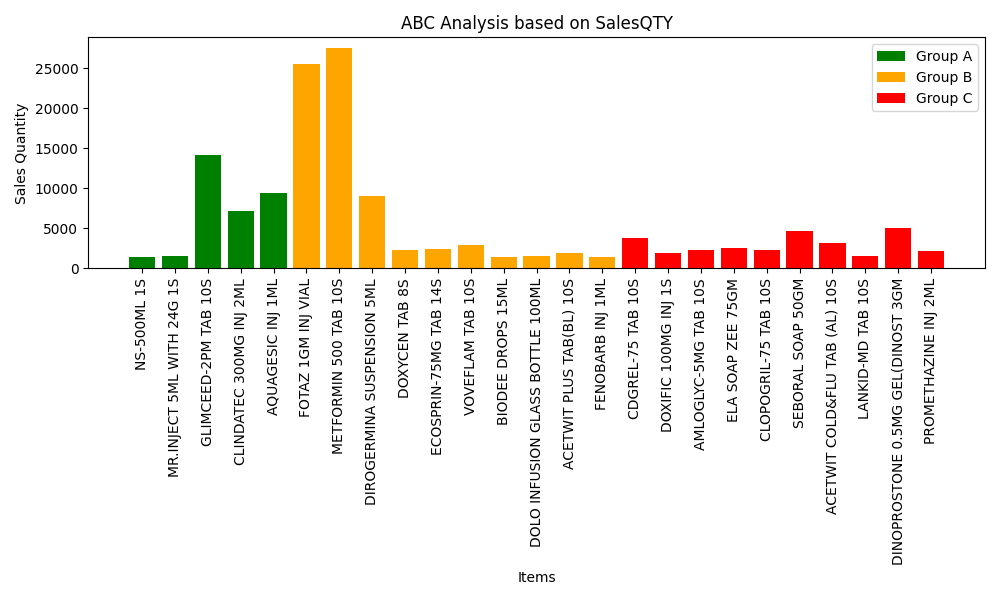 ABC Analysis based on SalesQTY
Group A
Group B
Group C
Sales Quantity
25000
20000
15000
10000
5000
0
NS-500ML 1S
MR.INJECT 5ML WITH 24G 1S
GLIMCEED-2PM TAB 10S
CLINDATEC 300MG INJ 2ML
AQUAGESIC INJ 1ML
FOTAZ 1GM INJ VIAL
METFORMIN 500 TAB 10S
DIROGERMINA SUSPENSION 5ML
DOXYCEN TAB 8S
ECOSPRIN-75MG TAB 14S
VOVEFLAM TAB 10S
BIODEE DROPS 15ML
DOLO INFUSION GLASS BOTTLE 100ML
ACETWIT PLUS TAB(BL) 10S
FENOBARB INJ 1ML
CDGREL-75 TAB 10S
DOXIFIC 100MG INJ 1S
AMLOGLYC-5MG TAB 10S
ELA SOAP ZEE 75GM
CLOPOGRIL-75 TAB 10S
SEBORAL SOAP 50GM
ACETWIT COLD&FLU TAB (AL) 10S
LANKID-MD TAB 10S
DINOPROSTONE 0.5MG GEL(DINOST 3GM
PROMETHAZINE INJ 2ML
Items